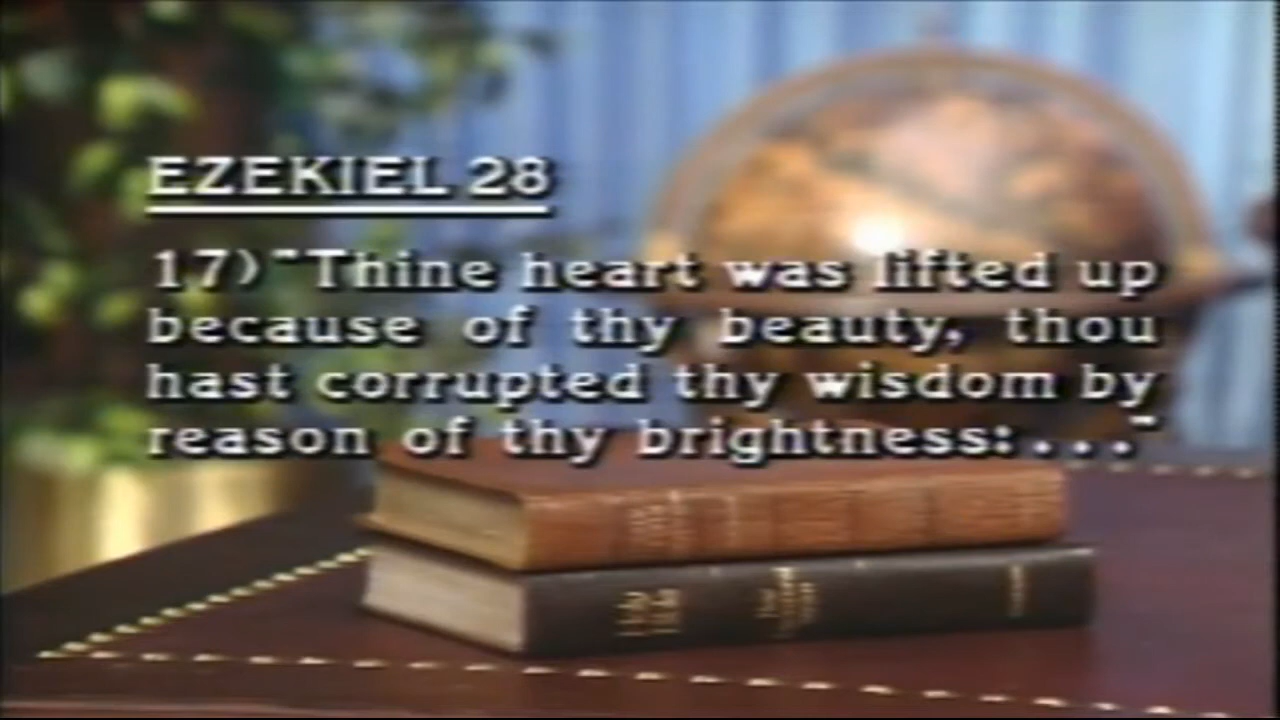 EZEKIEL 28
17) "Thine heart was lifted up
because of thy beauty, thou
hast corrupted thy wisdom by
reason of thy brightness: . . ."